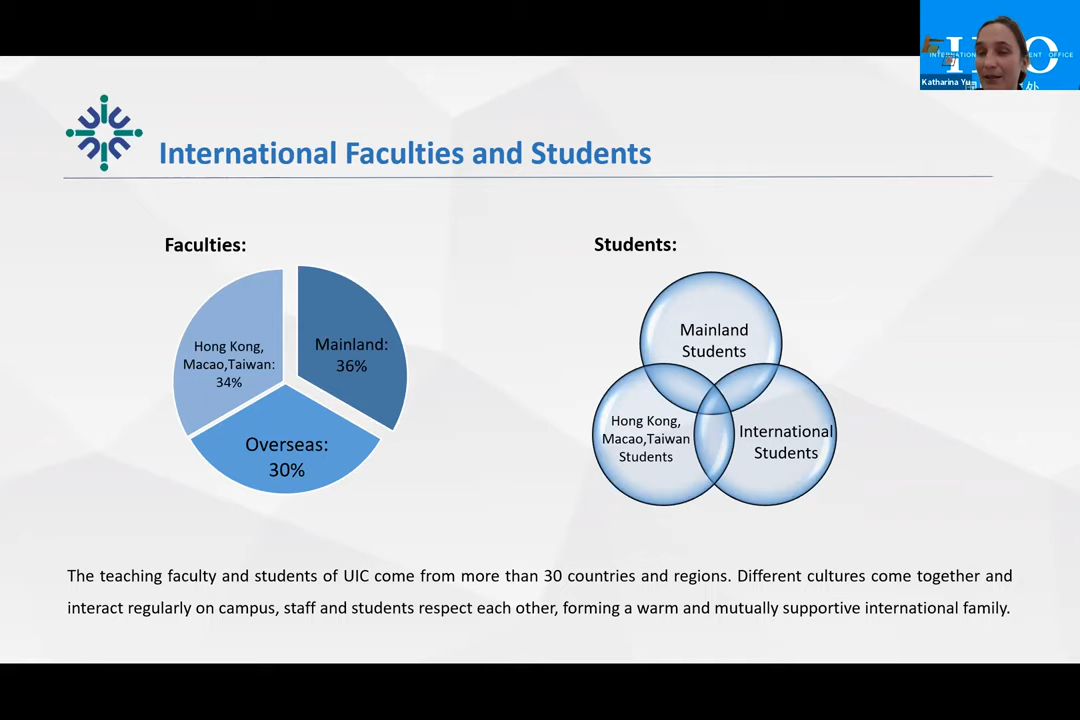 Katharina Yu
International Faculties and Students
Faculties:
Students:
Hong Kong,
Macao,Taiwan:
34%
Mainland:
36%
Overseas:
30%
Mainland
Students
Hong Kong,
Macao,Taiwan
Students
International
Students
The teaching faculty and students of UIC come from more than 30 countries and regions. Different cultures come together and
interact regularly on campus, staff and students respect each other, forming a warm and mutually supportive international family.